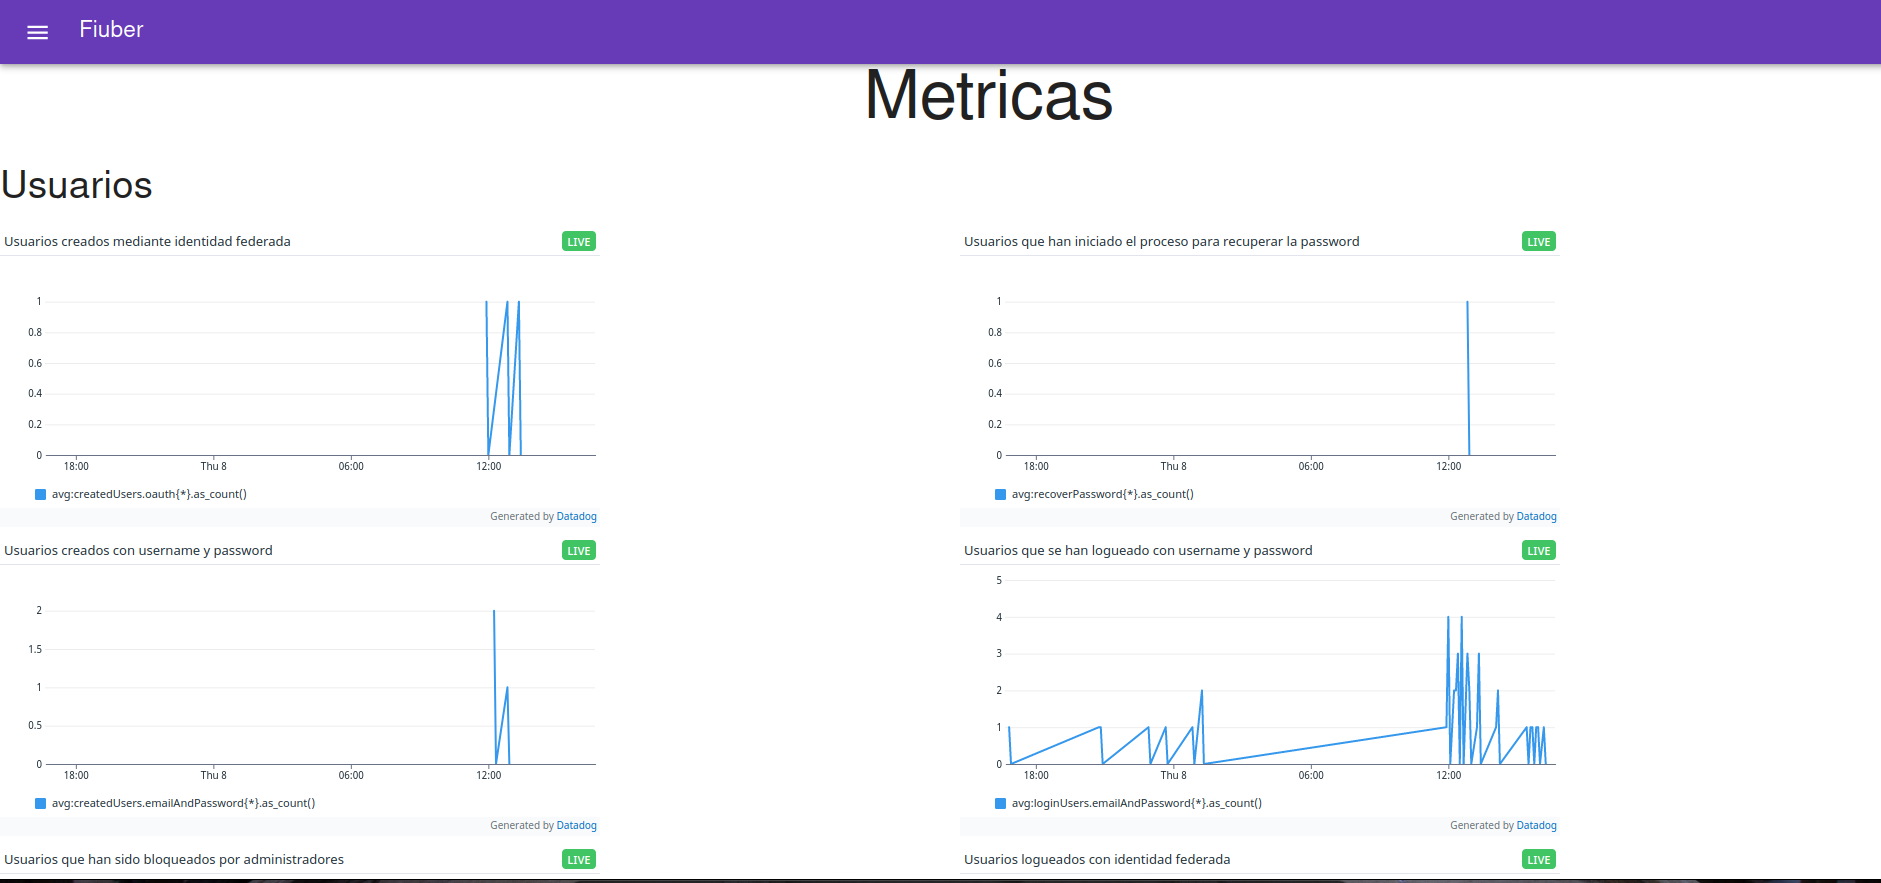 Fiuber
Metricas
Usuarios
Usuarios creados mediante identidad federada
LIVE
1
0.8
0.6
0.4
0.2
0
18:00 Thu 8 06:00 12:00
avg:createdUsers.oauth{*}.as_count()
Generated by Datadog
Usuarios que han iniciado el proceso para recuperar la password
LIVE
1
0.8
0.6
0.4
0.2
0
18:00 Thu 8 06:00 12:00
avg:recoverPassword{*}.as_count()
Generated by Datadog
Usuarios creados con username y password
LIVE
2
1.5
1
0.5
0
18:00 Thu 8 06:00 12:00
avg:createdUsers.emailAndPassword{*}.as_count()
Generated by Datadog
Usuarios que se han logueado con username y password
LIVE
5
4
3
2
1
0
18:00 Thu 8 06:00 12:00
avg:loginUsers.emailAndPassword{*}.as_count()
Generated by Datadog
Usuarios que han sido bloqueados por administradores
LIVE
Usuarios logueados con identidad federada
LIVE